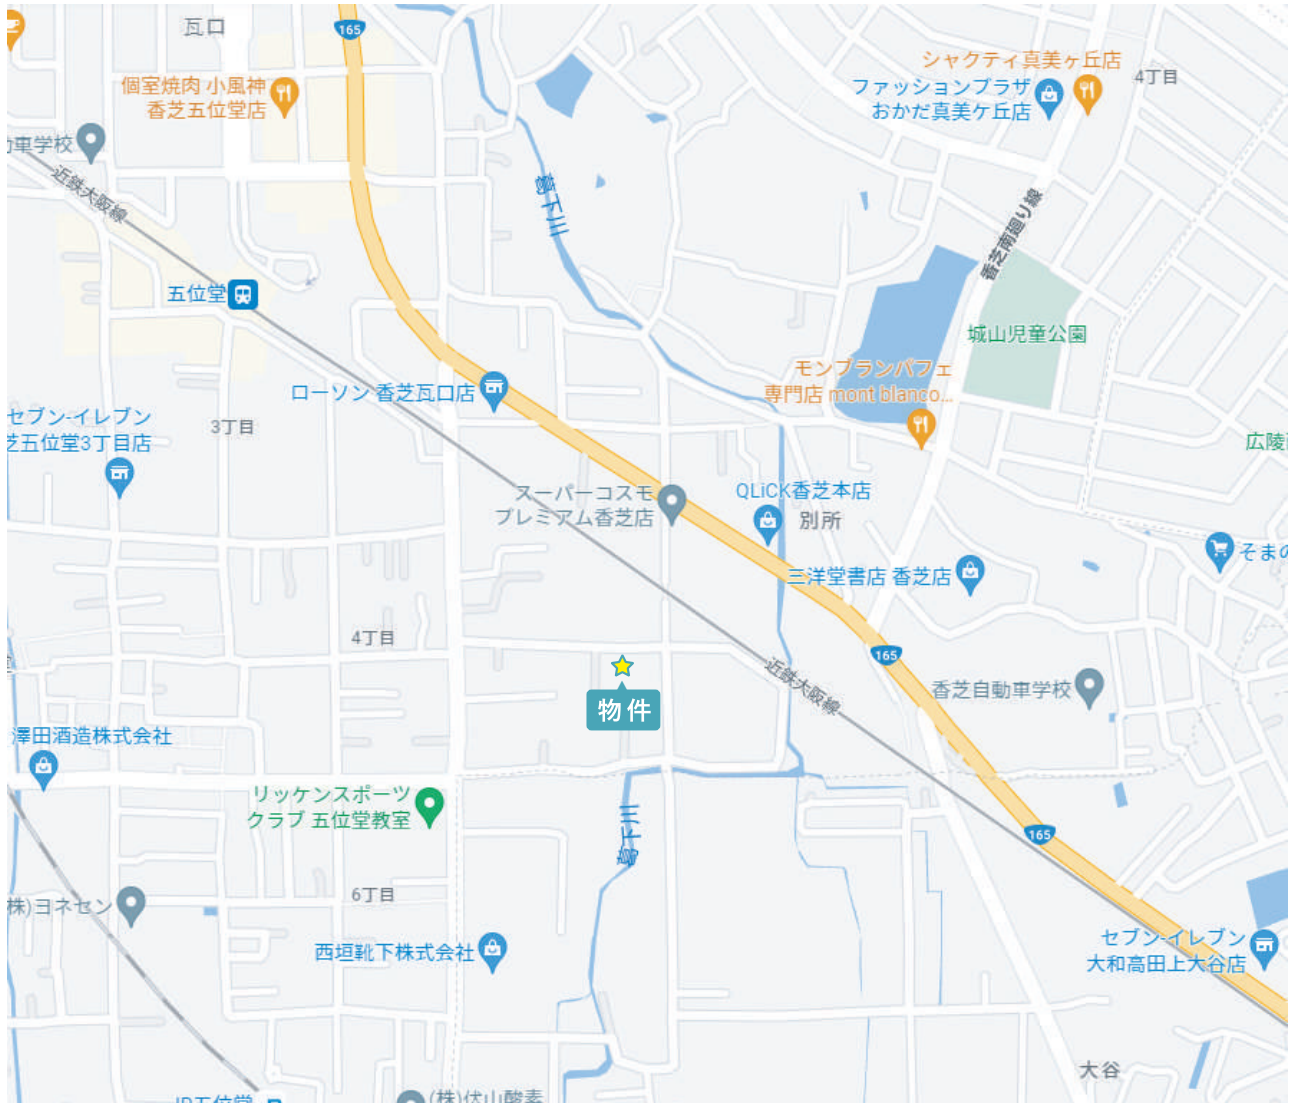 瓦口
165
シャクティ真美ヶ丘店
4丁目
個室焼肉 小風神
香芝五位堂店
ファッションプラザ
おかだ真美ケ丘店
車学校
近鉄大阪線
葛下川
香芝南廻り線
五位堂
城山児童公園
モンブランパフェ
専門店 mont blanco...
ローソン 香芝瓦口店
セブン-イレブン
芝五位堂3丁目店
3丁目
広陵
スーパーコスモ
プレミアム香芝店
QLiCK香芝本店
別所
そまの
三洋堂書店 香芝店
4丁目
165
近鉄大阪線
香芝自動車学校
物件
澤田酒造株式会社
リッケンスポーツ
クラブ 五位堂教室
葛下川
165
6丁目
株)ヨネセン
西垣靴下株式会社
セブン-イレブン
大和高田上大谷店
大谷
JR五位堂
(株)伏山酸素